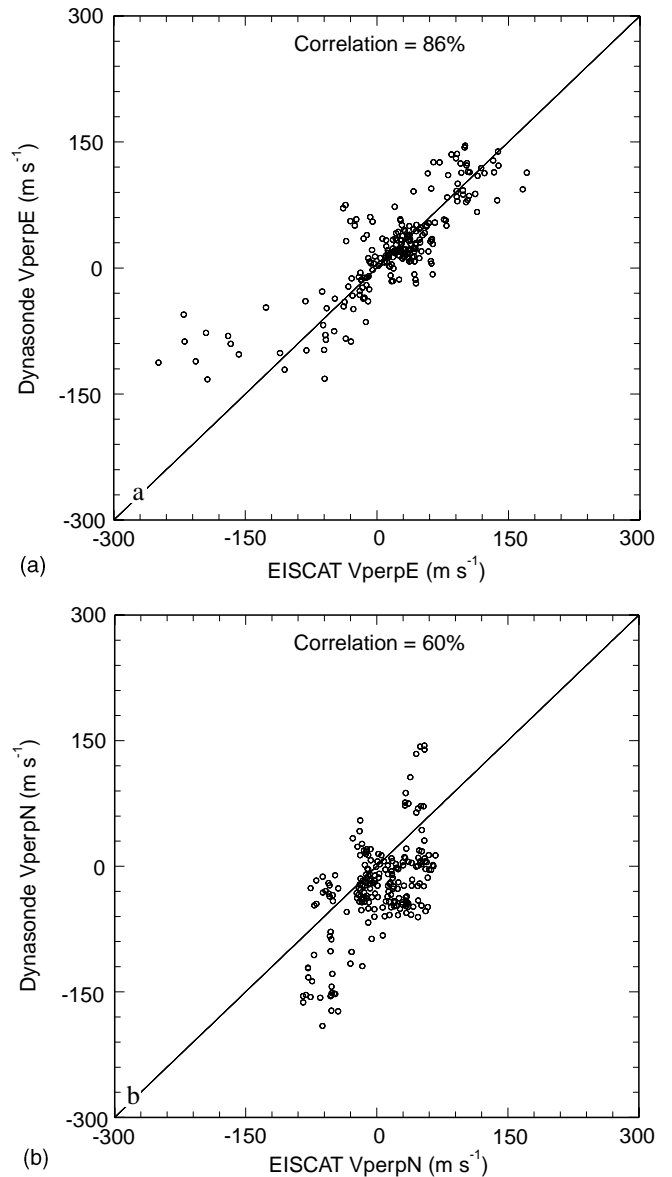 300
Correlation = 86%
150
0
-150
-300
Dynasonde VperpE (m s⁻¹)
a
-300 -150 0 150 300
(a)
EISCAT VperpE (m s⁻¹)
300
Correlation = 60%
150
0
-150
-300
Dynasonde VperpN (m s⁻¹)
b
-300 -150 0 150 300
(b)
EISCAT VperpN (m s⁻¹)